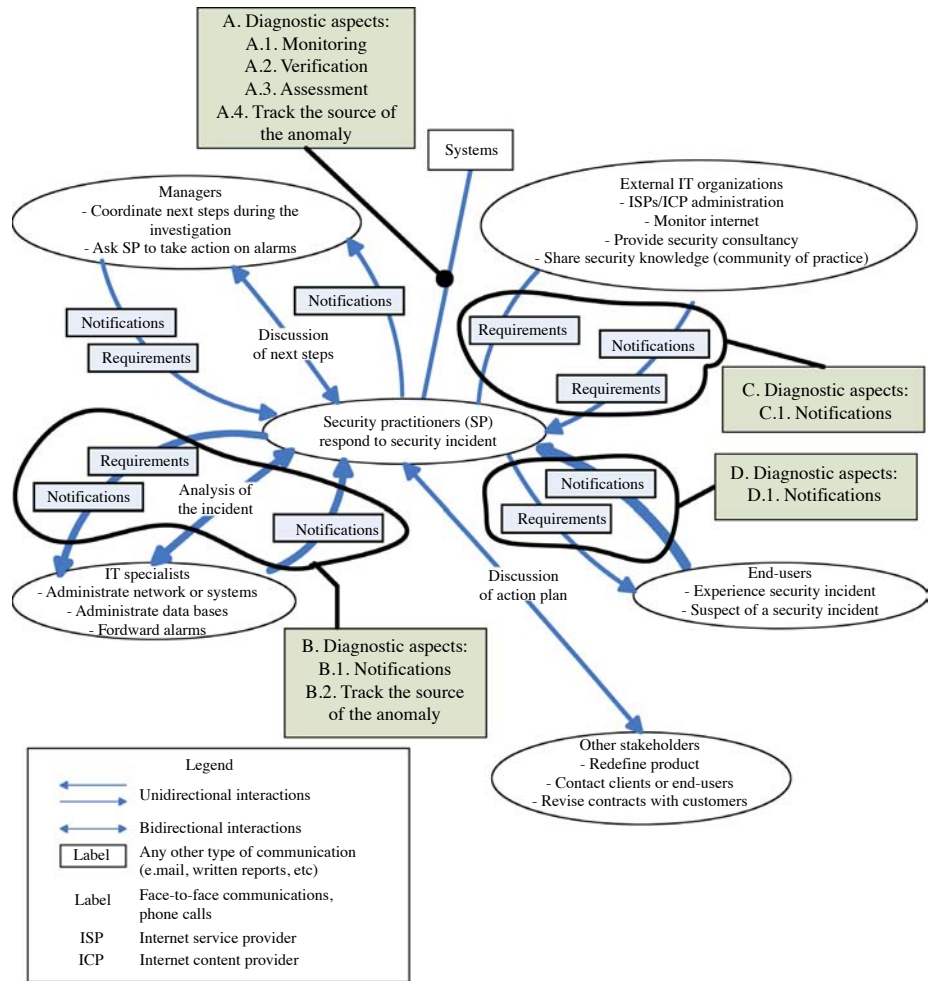 A. Diagnostic aspects:
A.1. Monitoring
A.2. Verification
A.3. Assessment
A.4. Track the source of
the anomaly
Systems
Managers
- Coordinate next steps during the
investigation
- Ask SP to take action on alarms
External IT organizations
- ISPs/ICP administration
- Monitor internet
- Provide security consultancy
- Share security knowledge (community of practice)
Notifications
Requirements
Discussion
of next steps
Notifications
Requirements
Notifications
Requirements
C. Diagnostic aspects:
C.1. Notifications
Security practitioners (SP)
respond to security incident
Requirements
Notifications
Analysis of
the incident
Notifications
Notifications
Requirements
D. Diagnostic aspects:
D.1. Notifications
IT specialists
- Administrate network or systems
- Administrate data bases
- Fordward alarms
Discussion
of action plan
End-users
- Experience security incident
- Suspect of a security incident
B. Diagnostic aspects:
B.1. Notifications
B.2. Track the source
of the anomaly
Other stakeholders
- Redefine product
- Contact clients or end-users
- Revise contracts with customers
Legend
Unidirectional interactions
Bidirectional interactions
Label Any other type of communication
(e.mail, written reports, etc)
Label Face-to-face communications,
phone calls
ISP Internet service provider
ICP Internet content provider